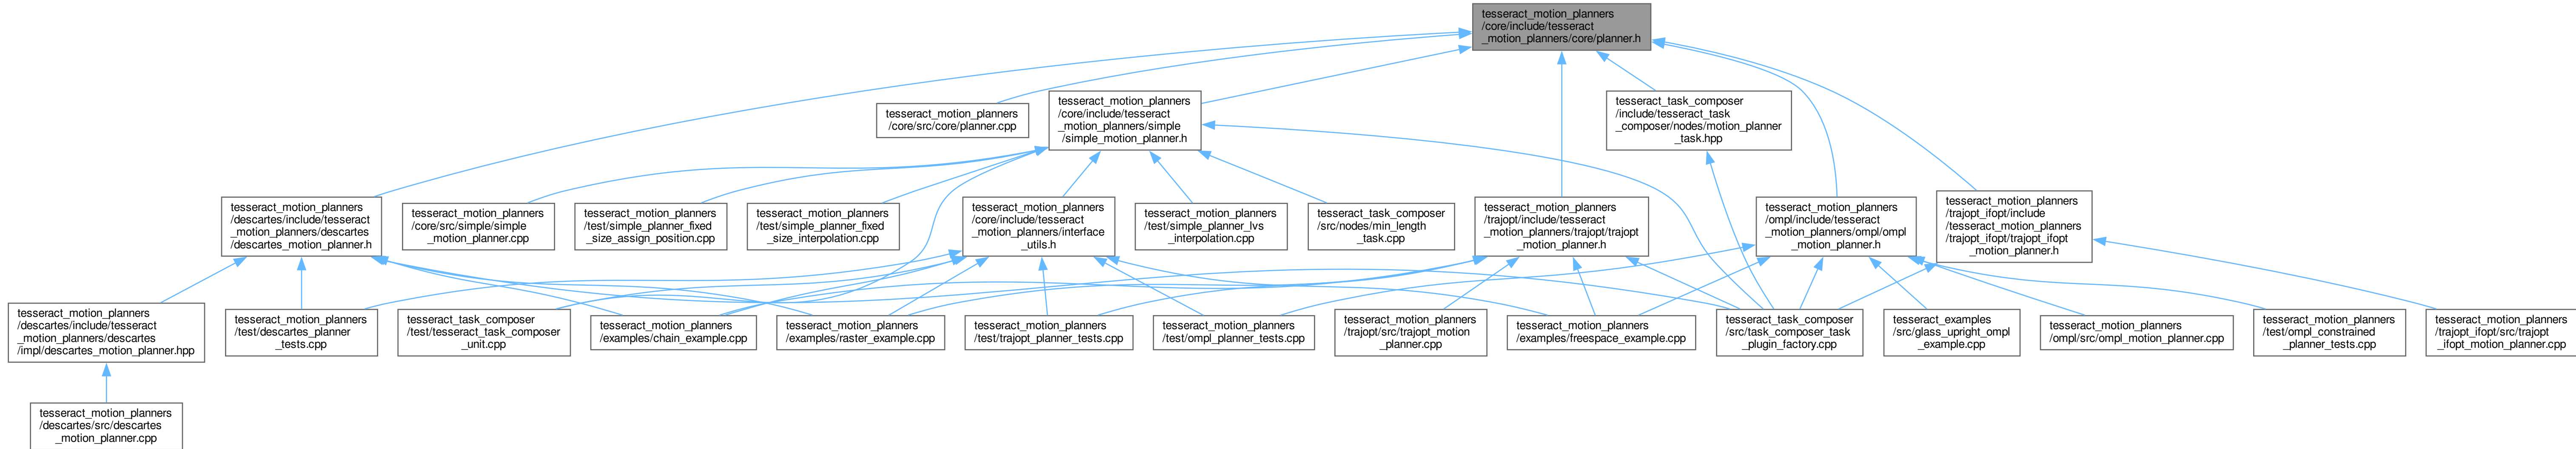 tesseract_motion_planners
/core/include/tesseract
_motion_planners/core/planner.h
tesseract_motion_planners
/core/src/core/planner.cpp
tesseract_motion_planners
/core/include/tesseract
_motion_planners/simple
/simple_motion_planner.h
tesseract_task_composer
/include/tesseract_task
_composer/nodes/motion_planner
_task.hpp
tesseract_motion_planners
/descartes/include/tesseract
_motion_planners/descartes
/descartes_motion_planner.h
tesseract_motion_planners
/core/src/simple/simple
_motion_planner.cpp
tesseract_motion_planners
/test/simple_planner_fixed
_size_assign_position.cpp
tesseract_motion_planners
/test/simple_planner_fixed
_size_interpolation.cpp
tesseract_motion_planners
/core/include/tesseract
_motion_planners/interface
_utils.h
tesseract_motion_planners
/test/simple_planner_lvs
_interpolation.cpp
tesseract_task_composer
/src/nodes/min_length
_task.cpp
tesseract_motion_planners
/trajopt/include/tesseract
_motion_planners/trajopt/trajopt
_motion_planner.h
tesseract_motion_planners
/ompl/include/tesseract
_motion_planners/ompl/ompl
_motion_planner.h
tesseract_motion_planners
/trajopt_ifopt/include
/tesseract_motion_planners
/trajopt_ifopt/trajopt_ifopt
_motion_planner.h
tesseract_motion_planners
/descartes/include/tesseract
_motion_planners/descartes
/impl/descartes_motion_planner.hpp
tesseract_motion_planners
/test/descartes_planner
_tests.cpp
tesseract_task_composer
/test/tesseract_task_composer
_unit.cpp
tesseract_motion_planners
/examples/chain_example.cpp
tesseract_motion_planners
/examples/raster_example.cpp
tesseract_motion_planners
/test/trajopt_planner_tests.cpp
tesseract_motion_planners
/test/ompl_planner_tests.cpp
tesseract_motion_planners
/trajopt/src/trajopt_motion
_planner.cpp
tesseract_motion_planners
/examples/freespace_example.cpp
tesseract_task_composer
/src/task_composer_task
_plugin_factory.cpp
tesseract_examples
/src/glass_upright_ompl
_example.cpp
tesseract_motion_planners
/ompl/src/ompl_motion_planner.cpp
tesseract_motion_planners
/test/ompl_constrained
_planner_tests.cpp
tesseract_motion_planners
/trajopt_ifopt/src/trajopt
_ifopt_motion_planner.cpp
tesseract_motion_planners
/descartes/src/descartes
_motion_planner.cpp